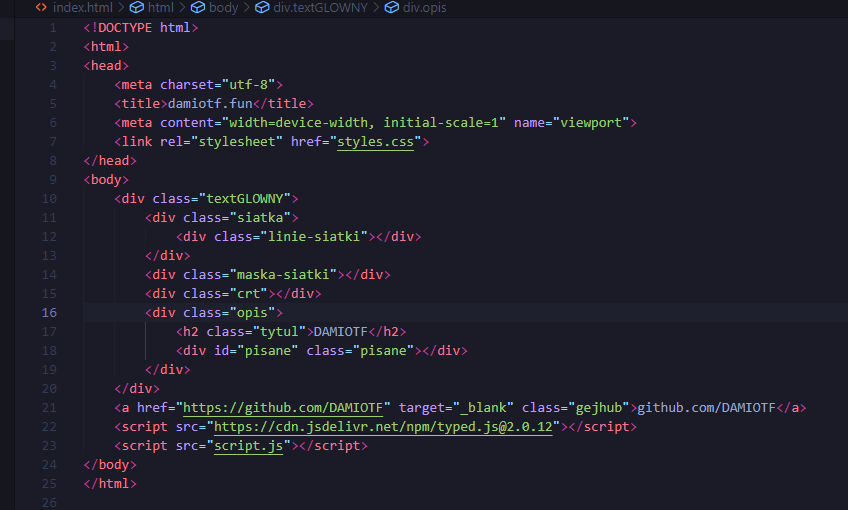 index.html > html > body > div.textGLOWNY > div.opis
1 <!DOCTYPE html>
2 <html>
3 <head>
4 <meta charset="utf-8">
5 <title>damiotf.fun</title>
6 <meta content="width=device-width, initial-scale=1" name="viewport">
7 <link rel="stylesheet" href="styles.css">
8 </head>
9 <body>
10 <div class="textGLOWNY">
11 <div class="siatka">
12 <div class="linie-siatki"></div>
13 </div>
14 <div class="maska-siatki"></div>
15 <div class="crt"></div>
16 <div class="opis">
17 <h2 class="tytul">DAMIOTF</h2>
18 <div id="pisane" class="pisane"></div>
19 </div>
20 </div>
21 <a href="https://github.com/DAMIOTF" target="_blank" class="gejhub">github.com/DAMIOTF</a>
22 <script src="https://cdn.jsdelivr.net/npm/typed.js@2.0.12"></script>
23 <script src="script.js"></script>
24 </body>
25 </html>
26